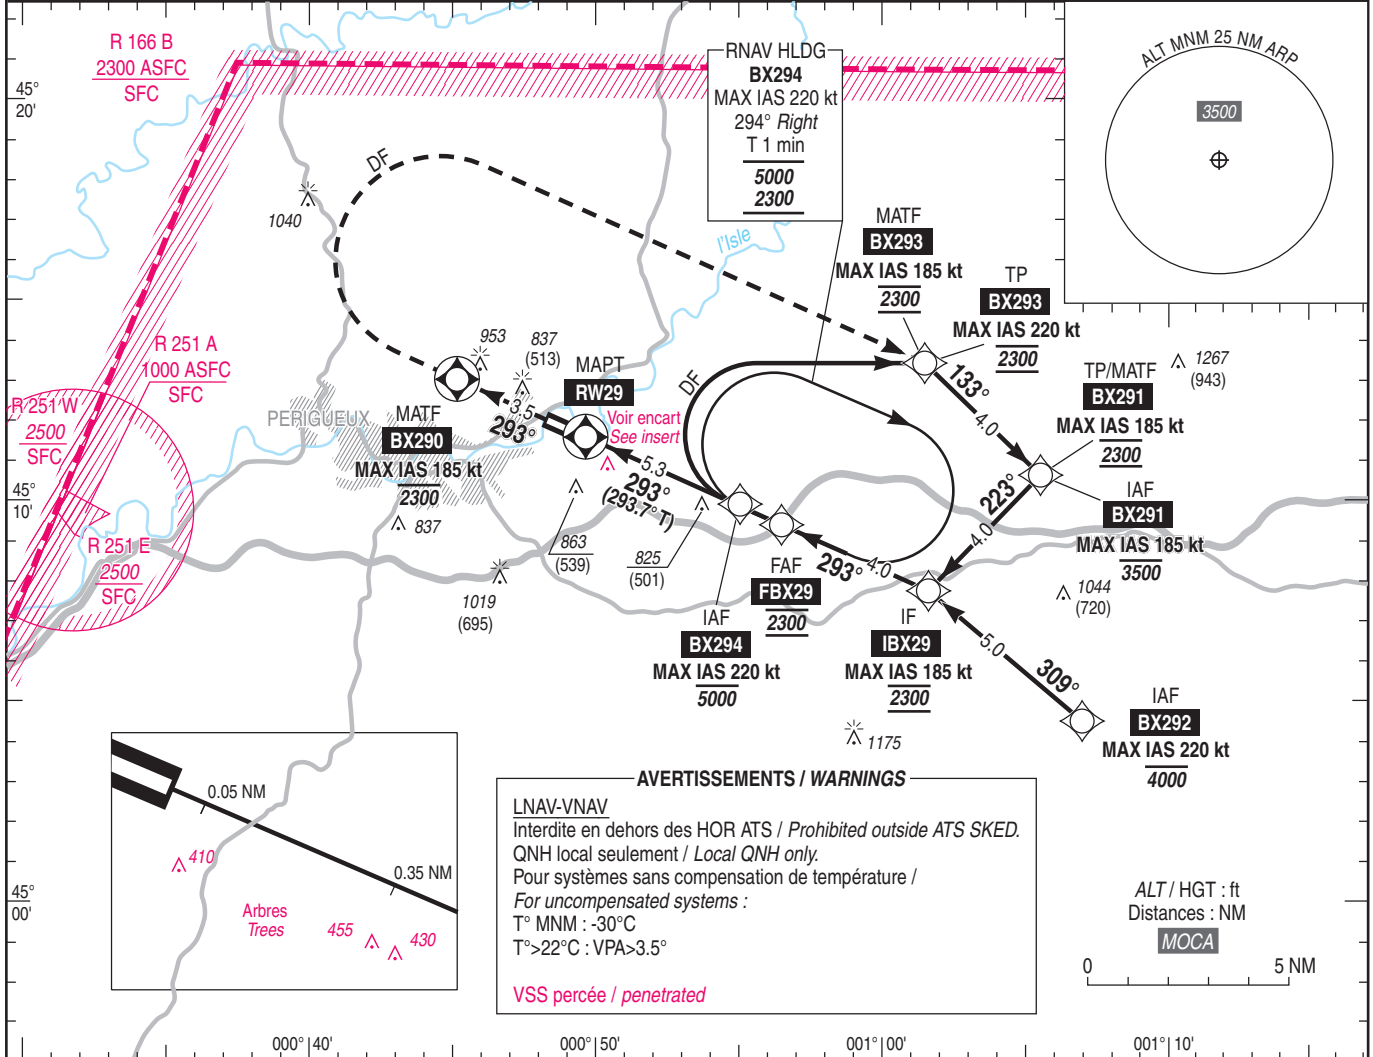 R 166 B
2300 ASFC
SFC
45°
20'
RNAV HLDG
BX294
MAX IAS 220 kt
294° Right
T 1 min
5000
2300
ALT MNM 25 NM ARP
3500
DF
1040
l'Isle
MATF
BX293
MAX IAS 185 kt
2300
TP
BX293
MAX IAS 220 kt
2300
R 251 A
1000 ASFC
SFC
953
837
(513)
MAPT
RW29
DF
133°
4.0
1267
(943)
TP/MATF
BX291
MAX IAS 185 kt
2300
R 251 W
2500
SFC
PERIGUEUX
MATF
BX290
MAX IAS 185 kt
2300
3.5
293°
Voir encart
See insert
5.3
293°
(293.7° T)
223°
4.0
IAF
BX291
MAX IAS 185 kt
3500
45°
10'
837
R 251 E
2500
SFC
863
(539)
825
(501)
1019
(695)
293°
4.0
FAF
FBX29
2300
IAF
BX294
MAX IAS 220 kt
5000
IF
IBX29
MAX IAS 185 kt
2300
1044
(720)
5.0
309°
IAF
BX292
MAX IAS 220 kt
4000
1175
0.05 NM
410
0.35 NM
Arbres
Trees
455
430
AVERTISSEMENTS / WARNINGS
LNAV-VNAV
Interdite en dehors des HOR ATS / Prohibited outside ATS SKED.
QNH local seulement / Local QNH only.
Pour systèmes sans compensation de température /
For uncompensated systems :
T° MNM : -30°C
T°>22°C : VPA>3.5°
VSS percée / penetrated
45°
00'
ALT / HGT : ft
Distances : NM
MOCA
0
5 NM
000° 40'
000° 50'
001° 00'
001° 10'